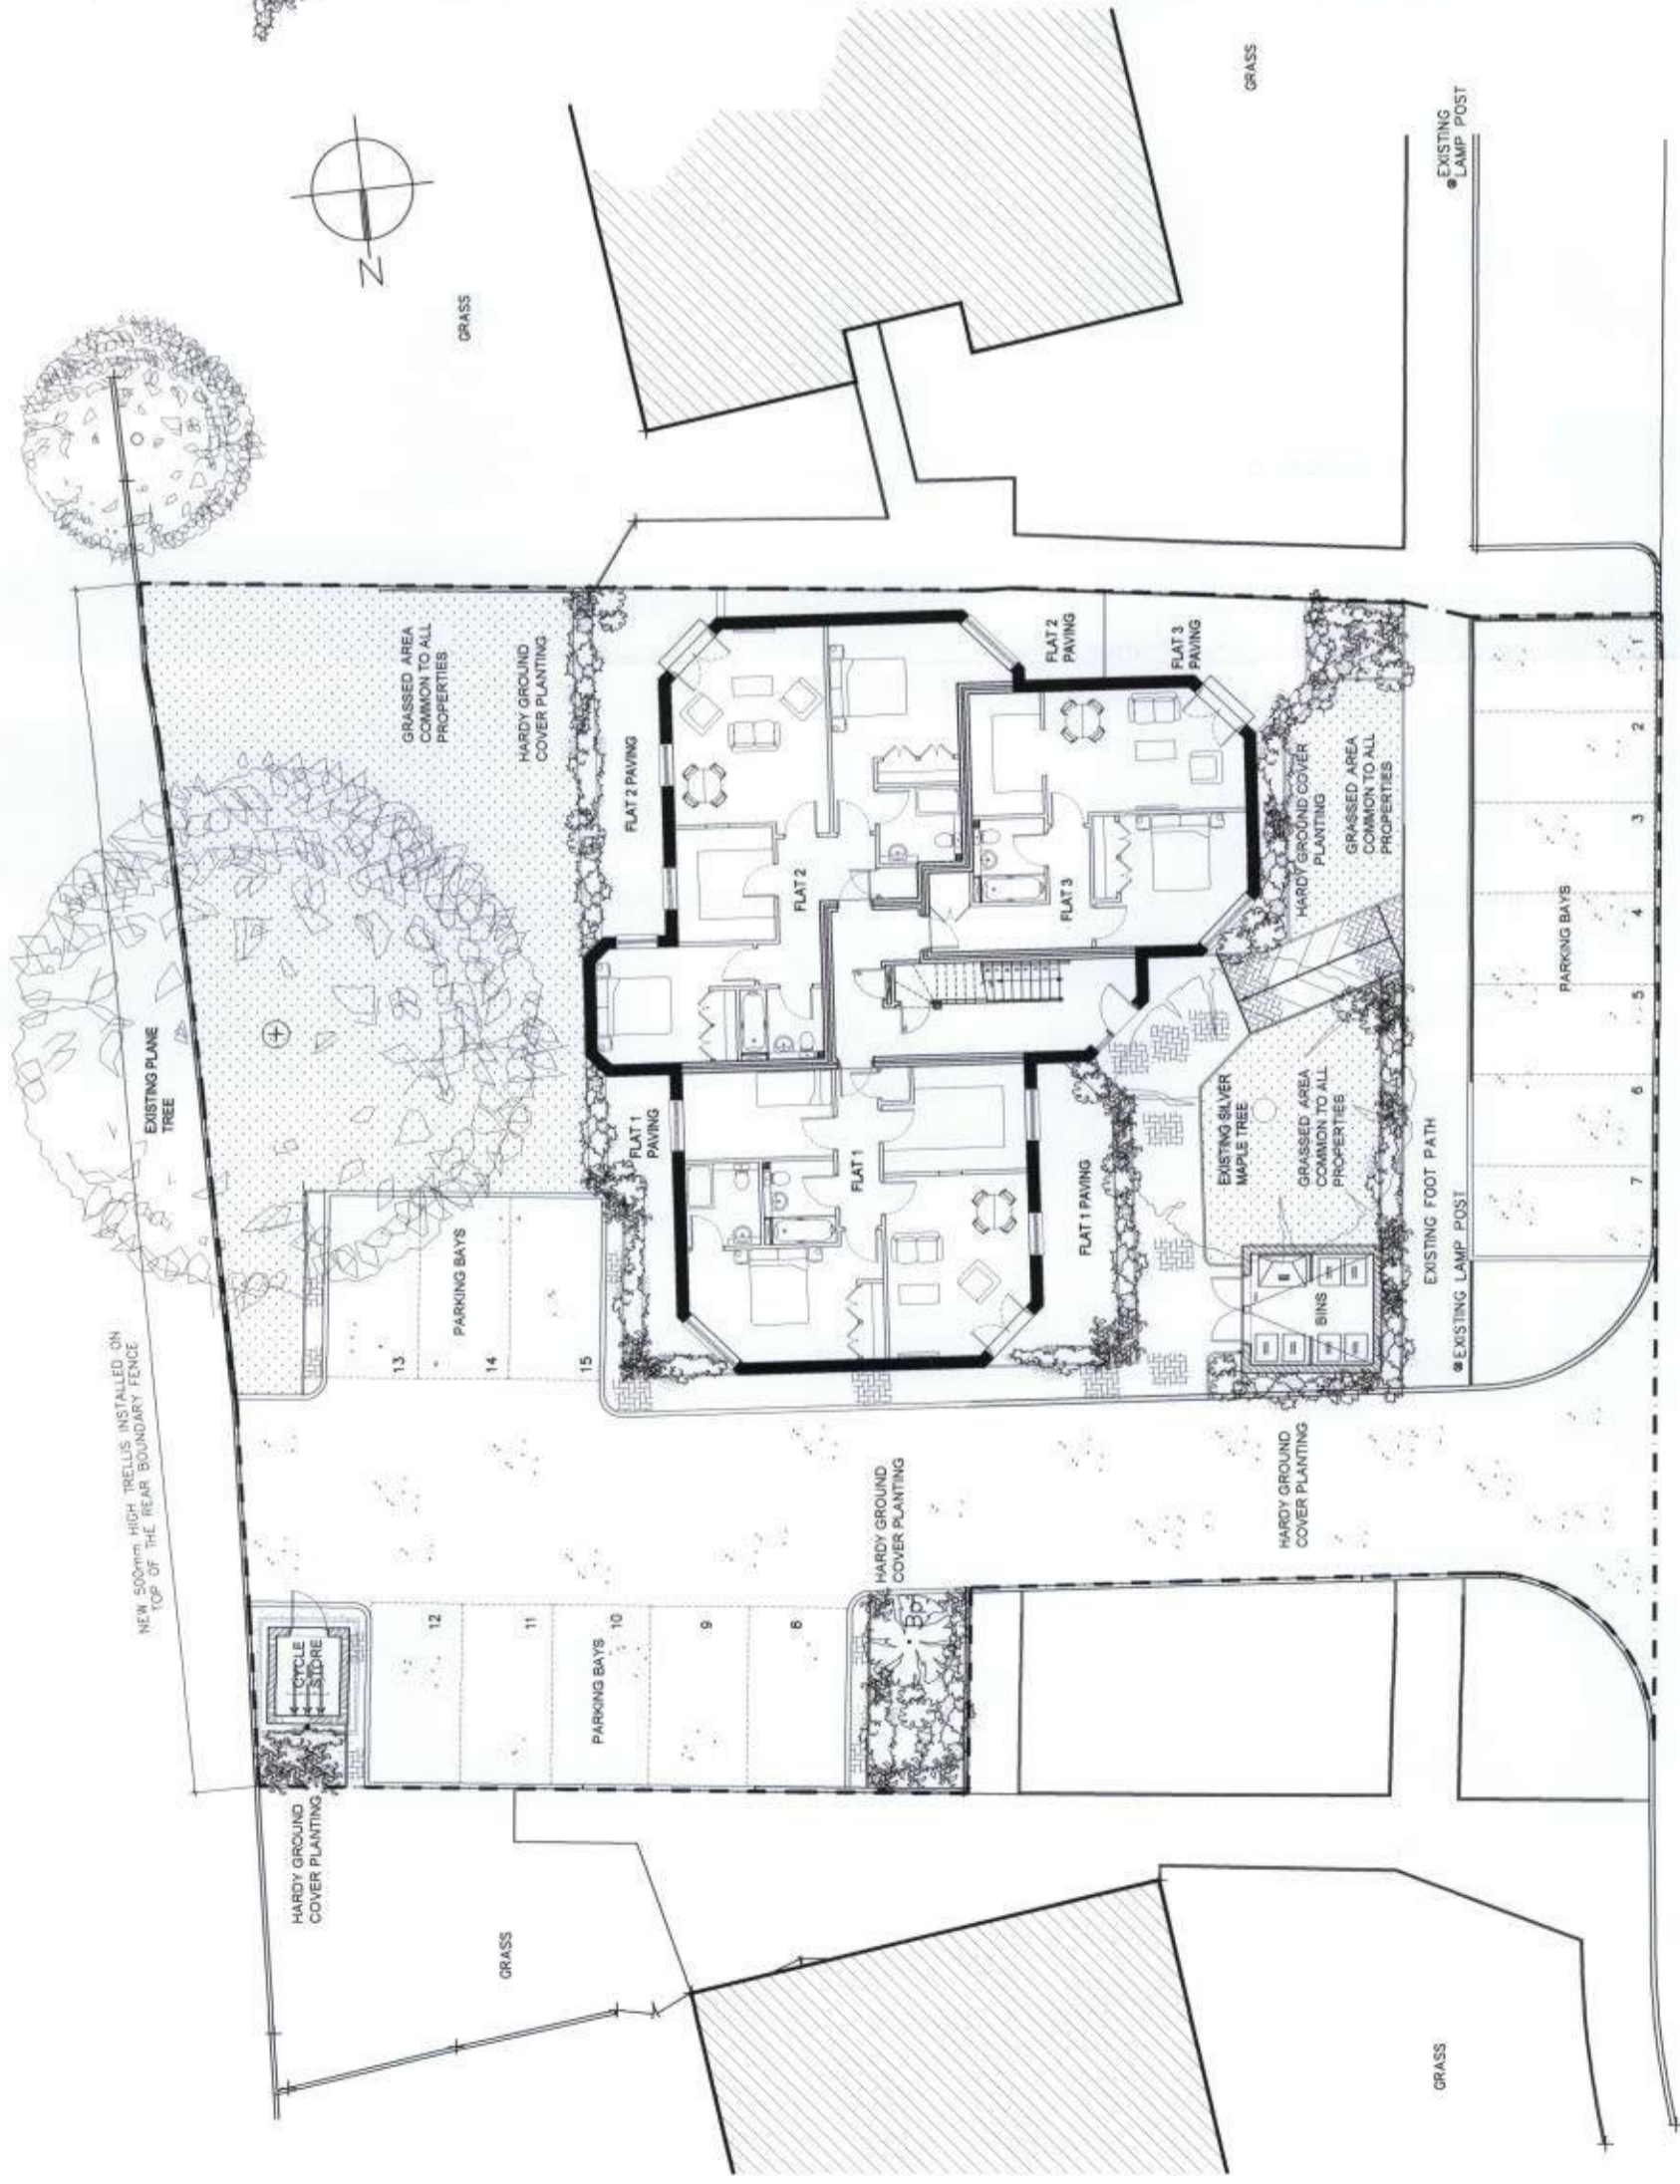 NEW 500mm HIGH TRELLIS INSTALLED ON
TOP OF THE REAR BOUNDARY FENCE
EXISTING PLANE
TREE
GRASSED AREA
COMMON TO ALL
PROPERTIES
HARDY GROUND
COVER PLANTING
N
GRASS
GRASS
EXISTING
LAMP POST
HARDY GROUND
COVER PLANTING
CYCLE
STORE
GRASS
12
11
10
9
8
PARKING BAYS
13
14
15
PARKING BAYS
HARDY GROUND
COVER PLANTING
FLAT 1
PAVING
FLAT 2 PAVING
FLAT 2
FLAT 1
FLAT 3
FLAT 2
PAVING
FLAT 3
PAVING
FLAT 1 PAVING
EXISTING SILVER
MAPLE TREE
GRASSED AREA
COMMON TO ALL
PROPERTIES
HARDY GROUND COVER
PLANTING
GRASSED AREA
COMMON TO ALL
PROPERTIES
BINS
HARDY GROUND
COVER PLANTING
EXISTING FOOT PATH
EXISTING LAMP POST
PARKING BAYS
7
6
5
4
3
2
1
GRASS